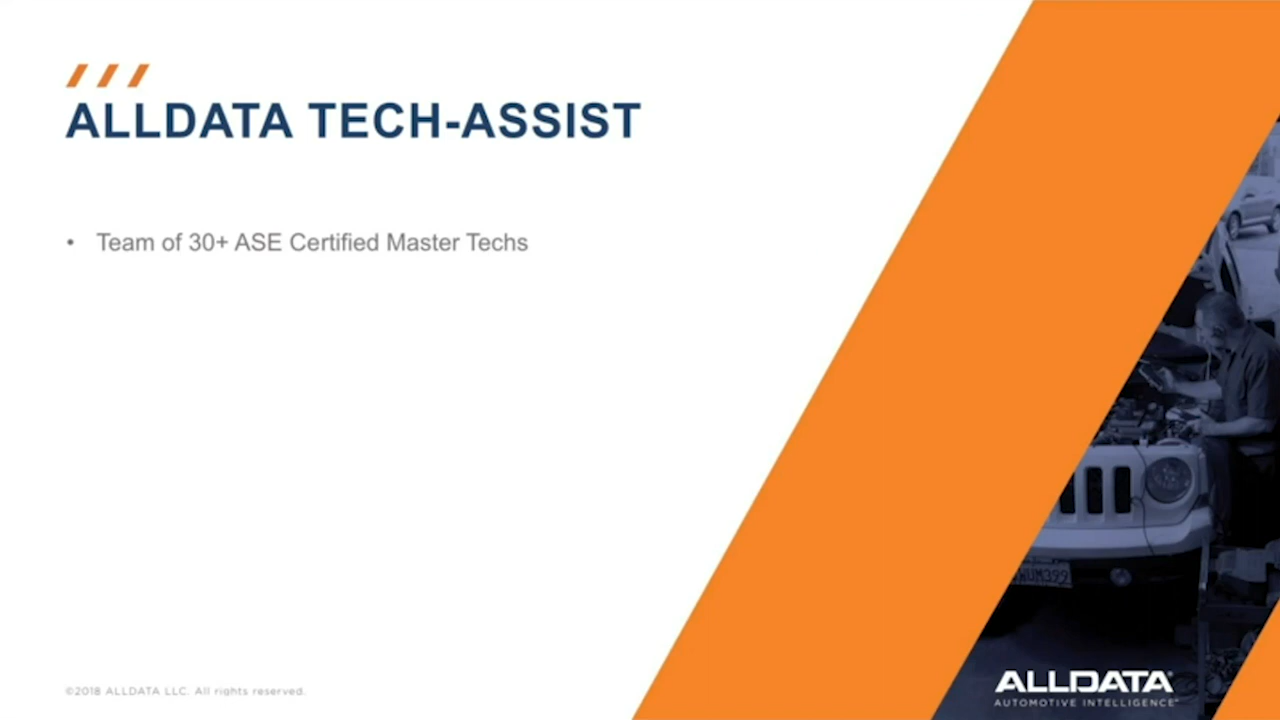 ALLDATA TECH-ASSIST
• Team of 30+ ASE Certified Master Techs
WUM399
©2018 ALLDATA LLC. All rights reserved.
ALLDATA®
AUTOMOTIVE INTELLIGENCE®